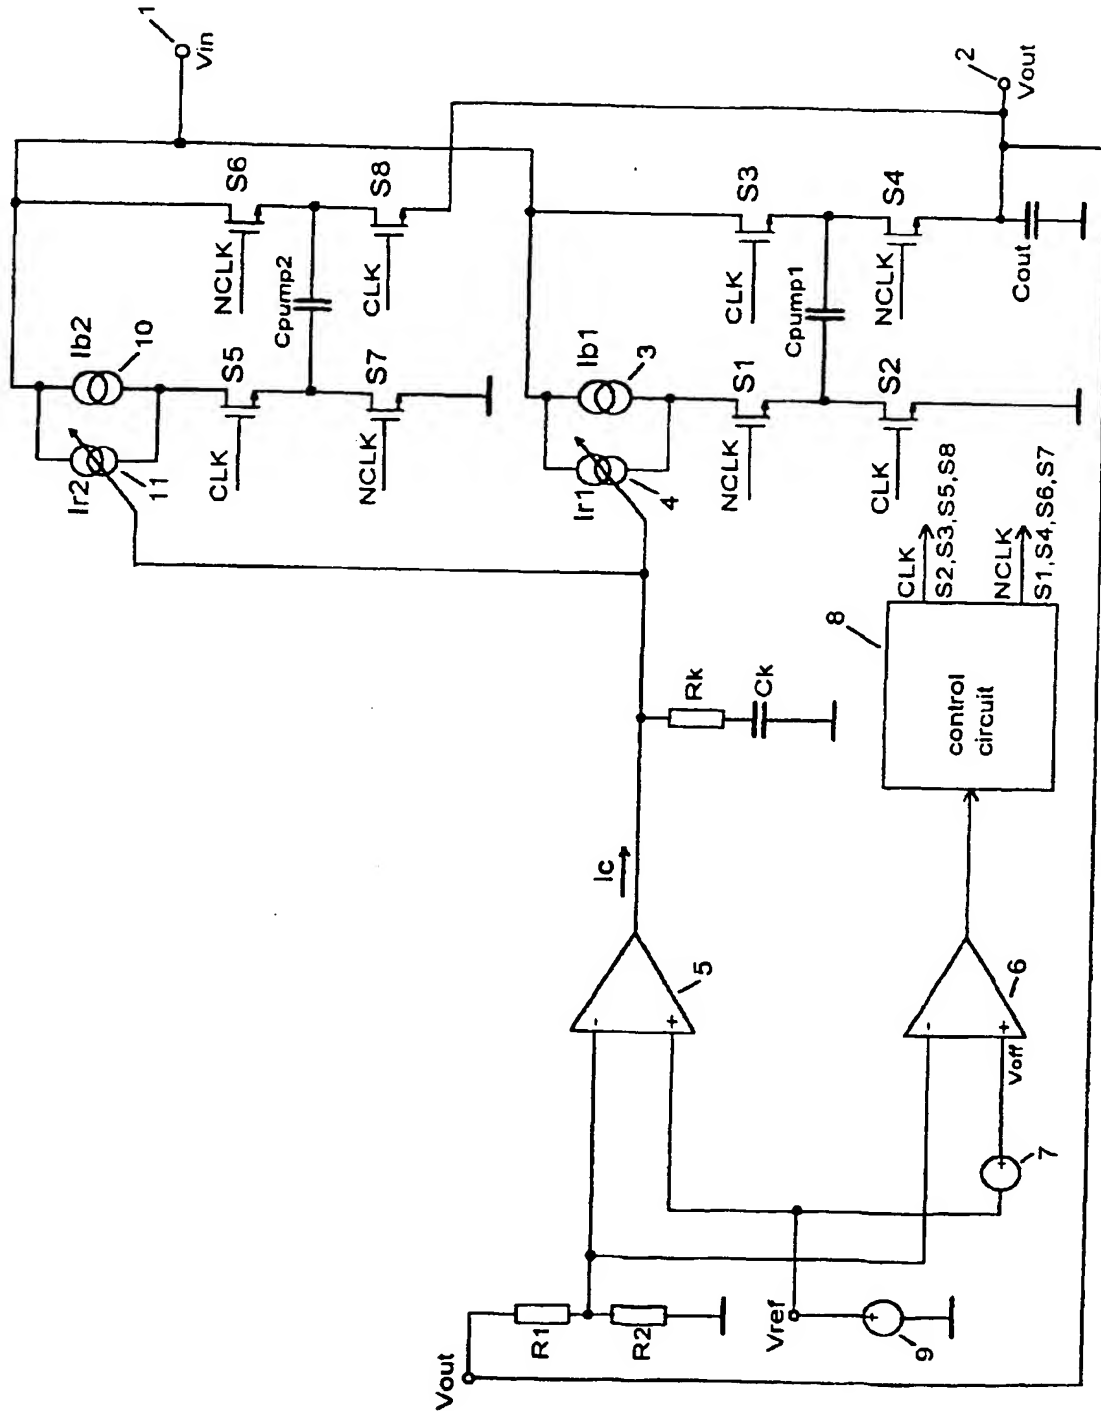 1
Vin
S6
NCLK
S8
Cpump2
CLK
Ib2
10
S5
S7
Ir2
11
CLK
NCLK
2
Vout
S3
CLK
S4
Cpump1
NCLK
Cout
Ib1
3
S1
S2
Ir1
4
NCLK
CLK
CLK
S2,S3,S5,S8
NCLK
S1,S4,S6,S7
8
control
circuit
Rk
Ck
Ic
5
-
+
6
-
+
Voff
+
7
Vout
R1
R2
Vref
+
9